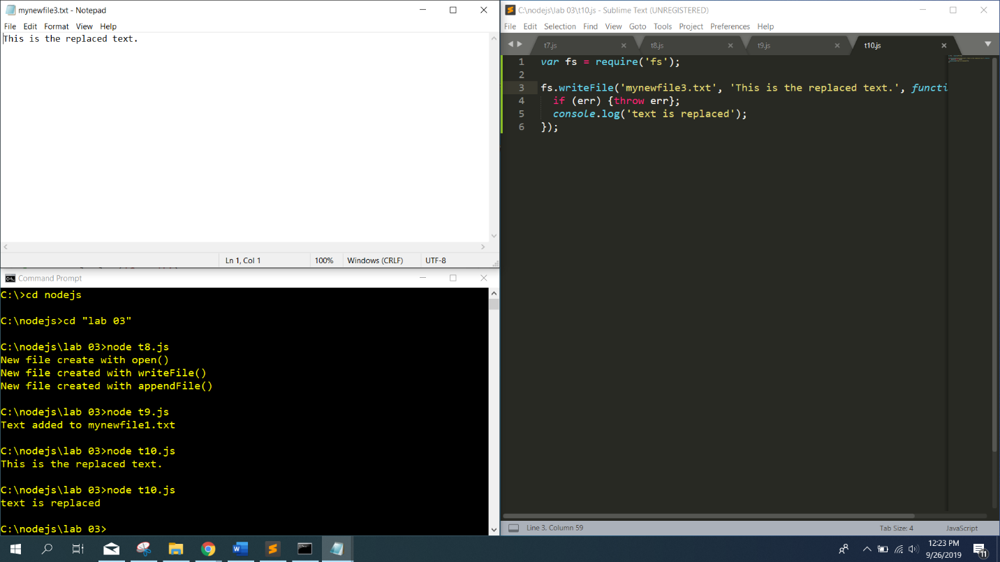 mynewfile3.txt - Notepad
File Edit Format View Help
This is the replaced text.
Ln 1, Col 1 100% Windows (CRLF) UTF-8
Command Prompt
C:\>cd nodejs
C:\nodejs>cd "lab 03"
C:\nodejs\lab 03>node t8.js
New file create with open()
New file created with writeFile()
New file created with appendFile()
C:\nodejs\lab 03>node t9.js
Text added to mynewfile1.txt
C:\nodejs\lab 03>node t10.js
This is the replaced text.
C:\nodejs\lab 03>node t10.js
text is replaced
C:\nodejs\lab 03>
C:\nodejs\lab 03\t10.js - Sublime Text (UNREGISTERED)
File Edit Selection Find View Goto Tools Project Preferences Help
t7.js t8.js t9.js t10.js
1 var fs = require('fs');
2
3 fs.writeFile('mynewfile3.txt', 'This is the replaced text.', functi
4 if (err) {throw err};
5 console.log('text is replaced');
6 });
Line 3, Column 59 Tab Size: 4 JavaScript
12:23 PM
9/26/2019
11